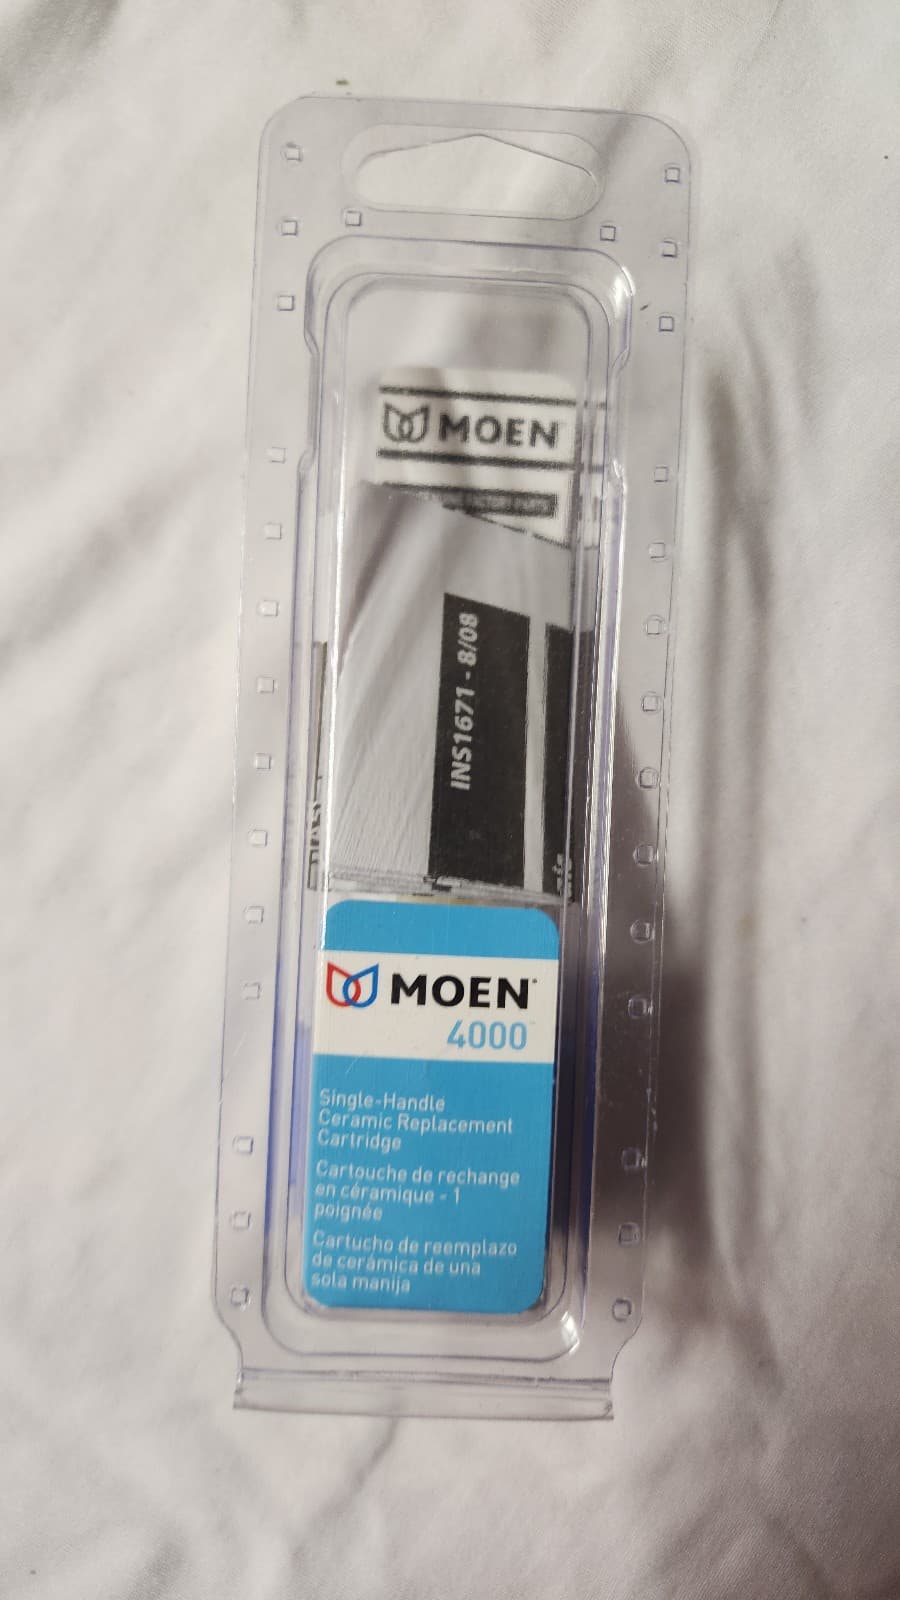 MOEN
INS1671 - 8/08
MOEN
4000
Single-Handle
Ceramic Replacement
Cartridge
Cartouche de rechange
en céramique - 1
poignée
Cartucho de reemplazo
de cerámica de una
sola manija